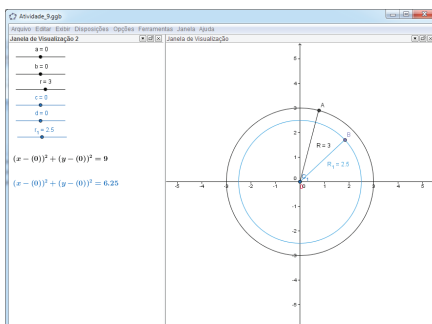 Atividade_9.ggb
Arquivo Editar Exibir Disposições Opções Ferramentas Janela Ajuda
Janela de Visualização 2
Janela de Visualização
a = 0
b = 0
r = 3
c = 0
d = 0
r₁ = 2.5
(x − (0))² + (y − (0))² = 9
(x − (0))² + (y − (0))² = 6.25
A
B
R = 3
R₁ = 2.5
5
4
3
2
1
0
-1
-2
-3
-4
-5
-5 -4 -3 -2 -1 0 1 2 3 4 5